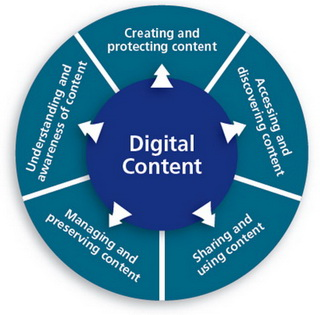 Creating and
protecting content
Accessing and
discovering content
Sharing and
using content
Managing and
preserving content
Understanding and
awareness of content
Digital
Content